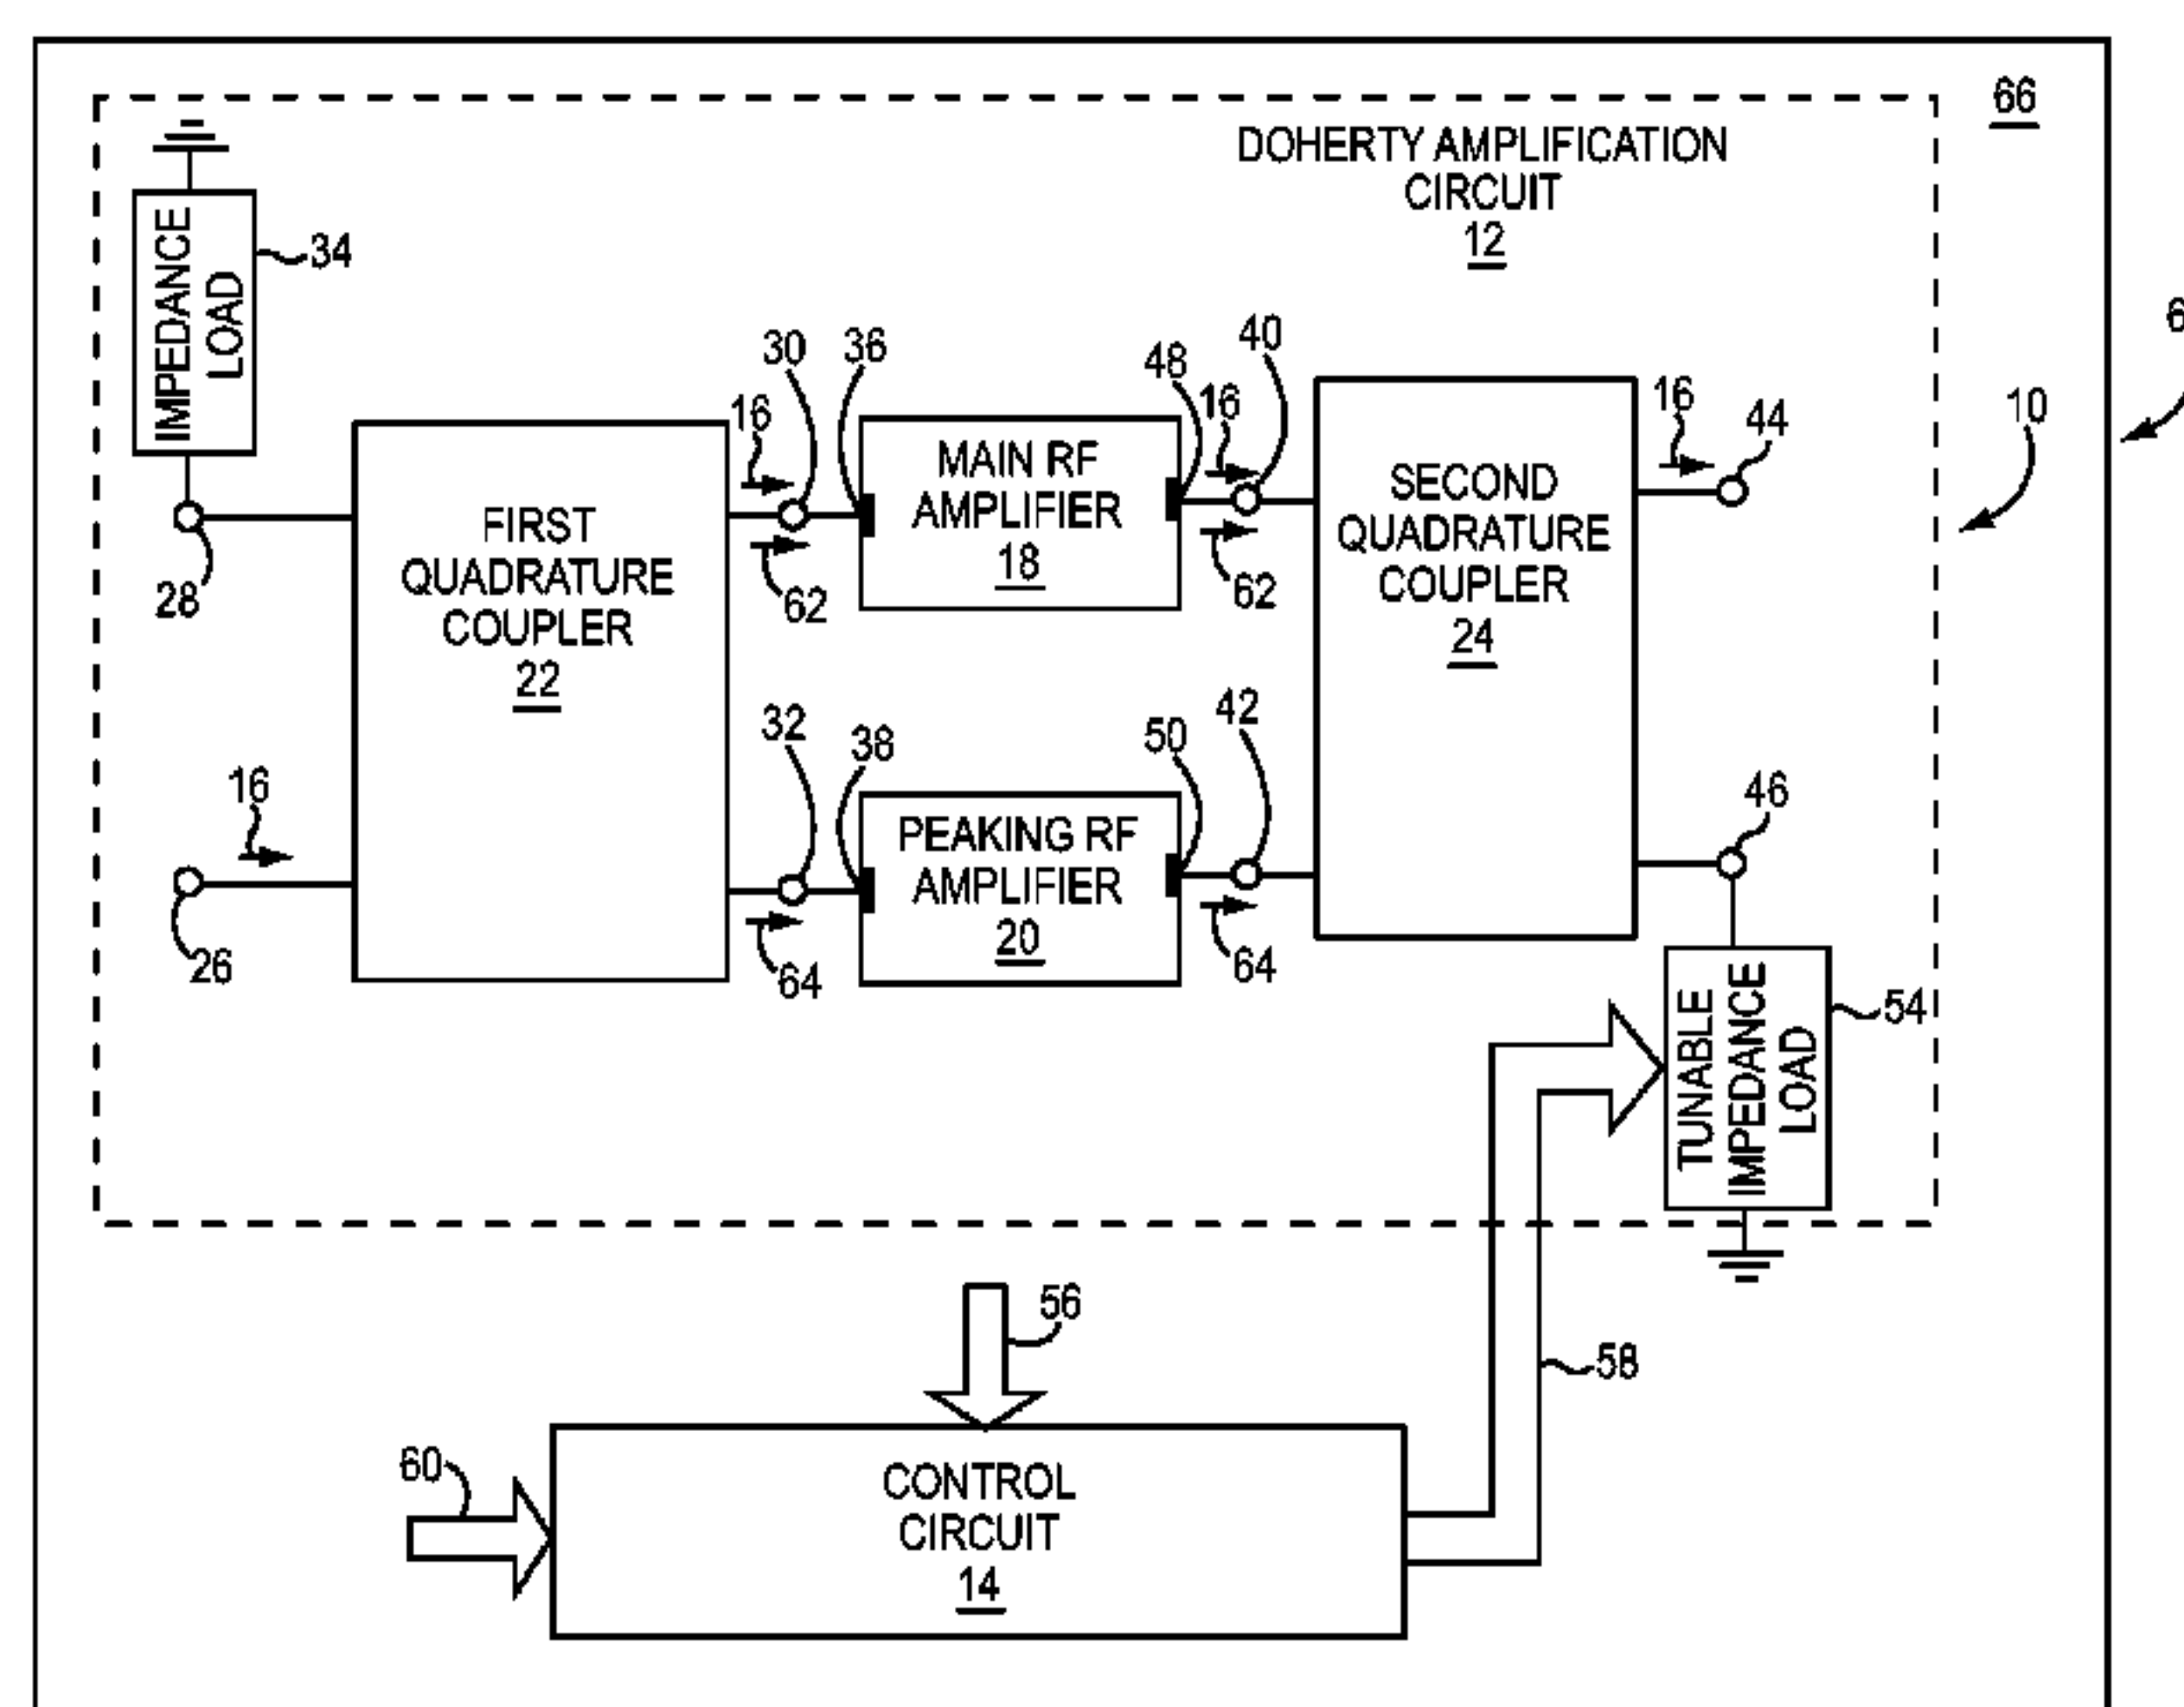 66
DOHERTY AMPLIFICATION
CIRCUIT
12
IMPEDANCE
LOAD
34
28
FIRST
QUADRATURE
COUPLER
22
16
26
16
30
36
62
MAIN RF
AMPLIFIER
18
48
16
40
62
SECOND
QUADRATURE
COUPLER
24
16
44
10
32
38
64
PEAKING RF
AMPLIFIER
20
50
42
64
46
TUNABLE
IMPEDANCE
LOAD
54
56
58
60
CONTROL
CIRCUIT
14